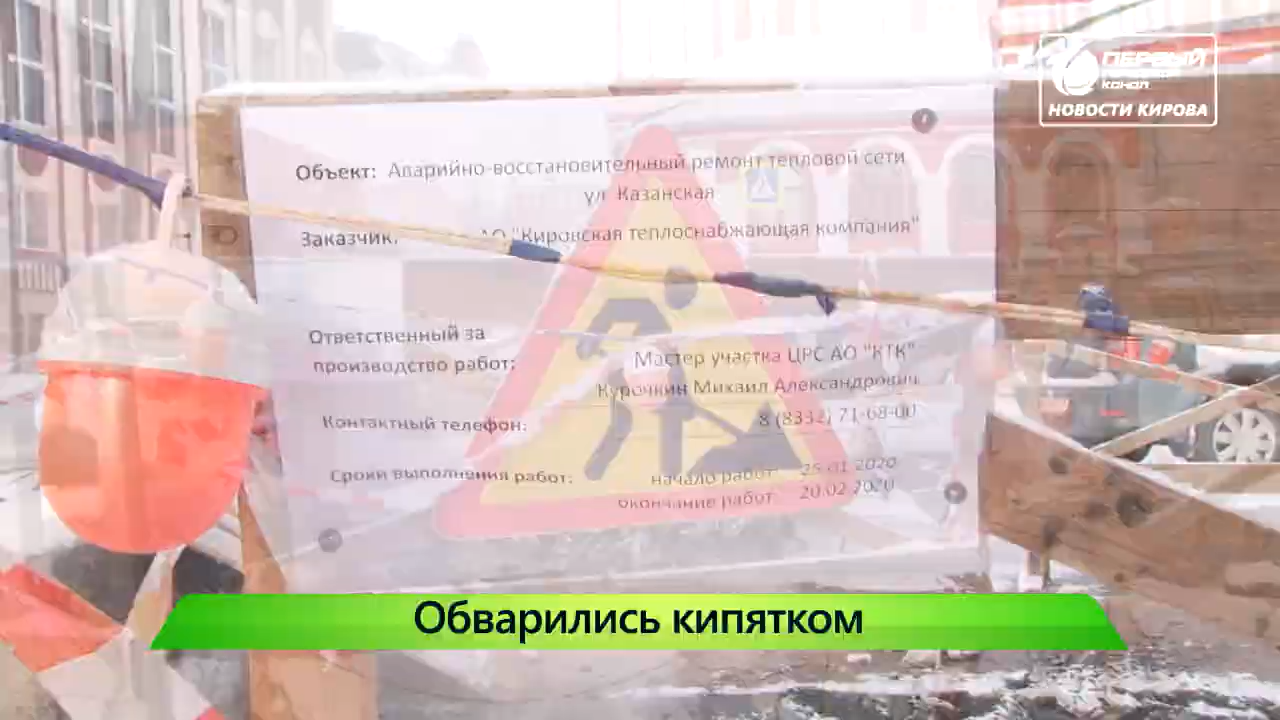 ПЕРВЫЙ
канал
НОВОСТИ КИРОВА
Объект: Аварийно-восстановительный ремонт тепловой сети
ул. Казанская
Заказчик: АО "Кировская теплоснабжающая компания"
Ответственный за
производство работ: Мастер участка ЦРС АО "КТК"
Курочкин Михаил Александрович
Контактный телефон: 8 (8332) 71-68-00
Сроки выполнения работ: начало работ: 25.01.2020
окончание работ: 20.02.2020
Обварились кипятком